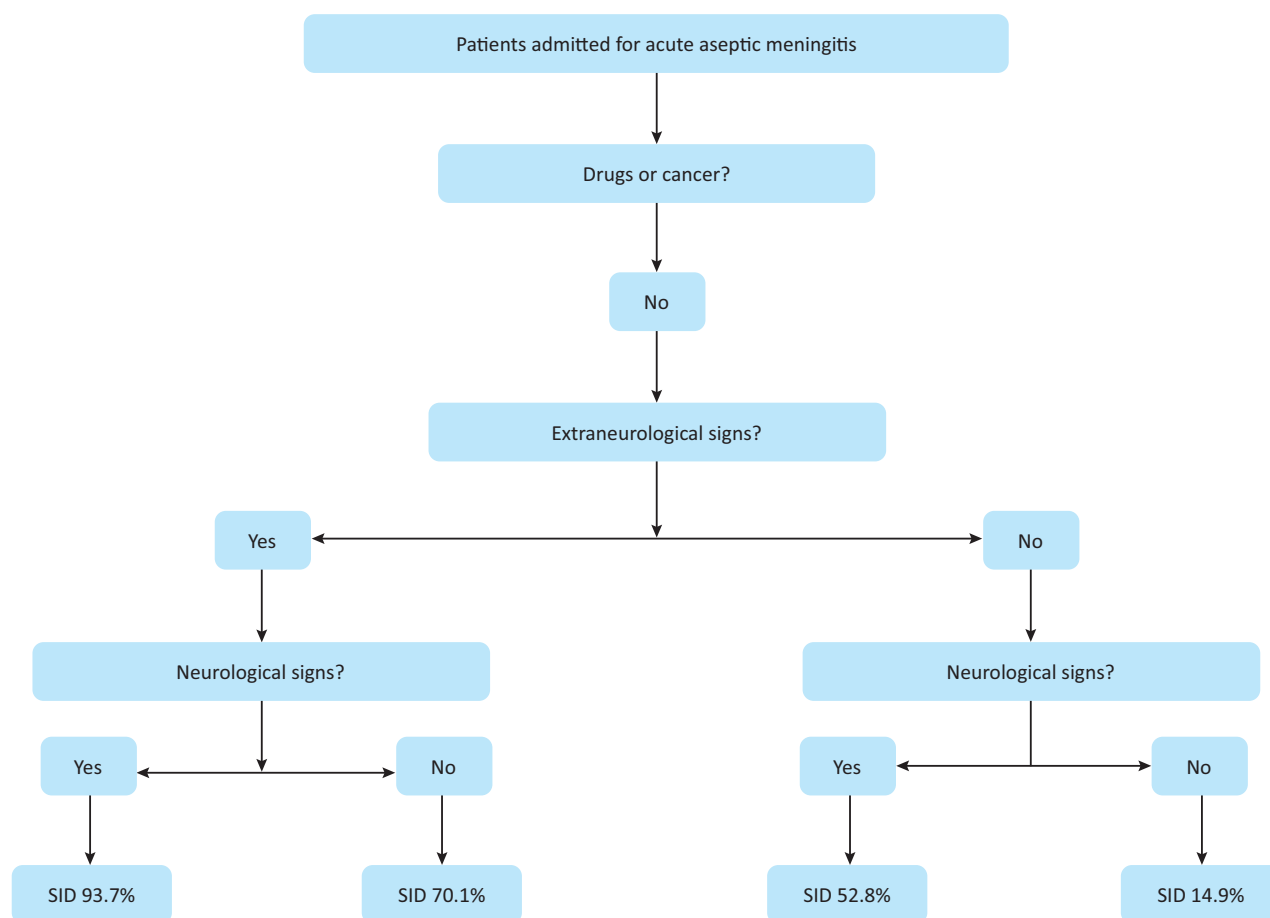 Patients admitted for acute aseptic meningitis
Drugs or cancer?
No
Extraneurological signs?
Yes
No
Neurological signs?
Neurological signs?
Yes
No
Yes
No
SID 93.7%
SID 70.1%
SID 52.8%
SID 14.9%